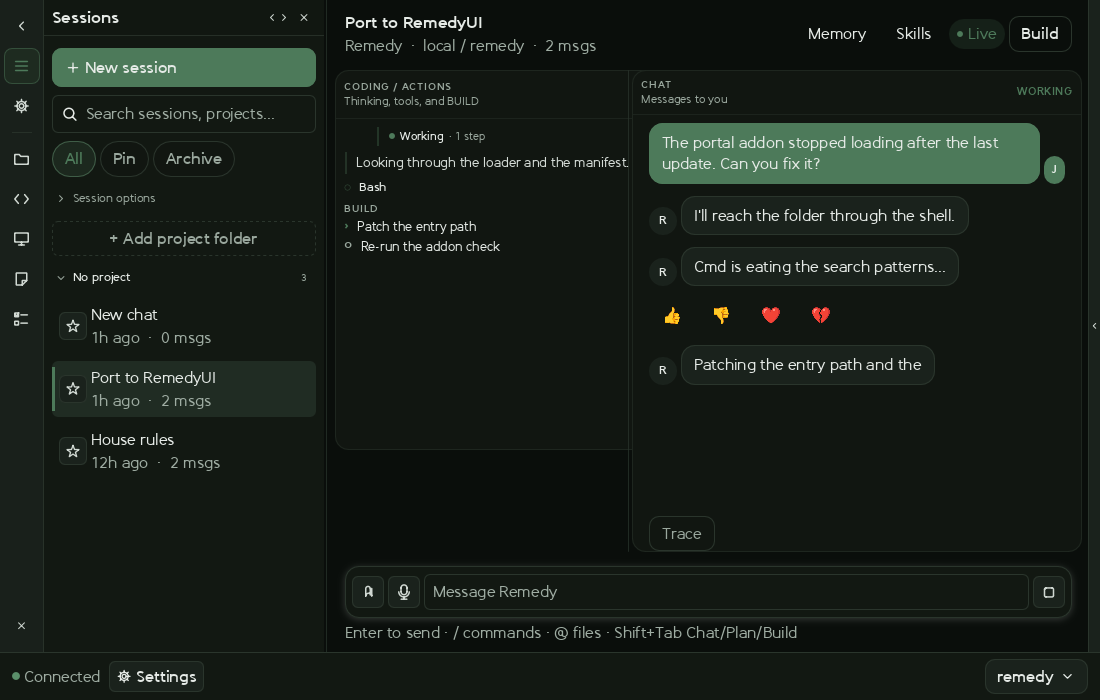 Sessions
+ New session
Search sessions, projects...
All
Pin
Archive
Session options
+ Add project folder
No project
3
New chat
1h ago · 0 msgs
Port to RemedyUI
1h ago · 2 msgs
House rules
12h ago · 2 msgs
Port to RemedyUI
Remedy · local / remedy · 2 msgs
Memory
Skills
Live
Build
CODING / ACTIONS
Thinking, tools, and BUILD
Working · 1 step
Looking through the loader and the manifest.
Bash
BUILD
Patch the entry path
Re-run the addon check
CHAT
Messages to you
WORKING
The portal addon stopped loading after the last
update. Can you fix it?
J
R
I'll reach the folder through the shell.
R
Cmd is eating the search patterns...
👍 👎 ❤️ 💔
R
Patching the entry path and the
Trace
Message Remedy
Enter to send · / commands · @ files · Shift+Tab Chat/Plan/Build
Connected
Settings
remedy